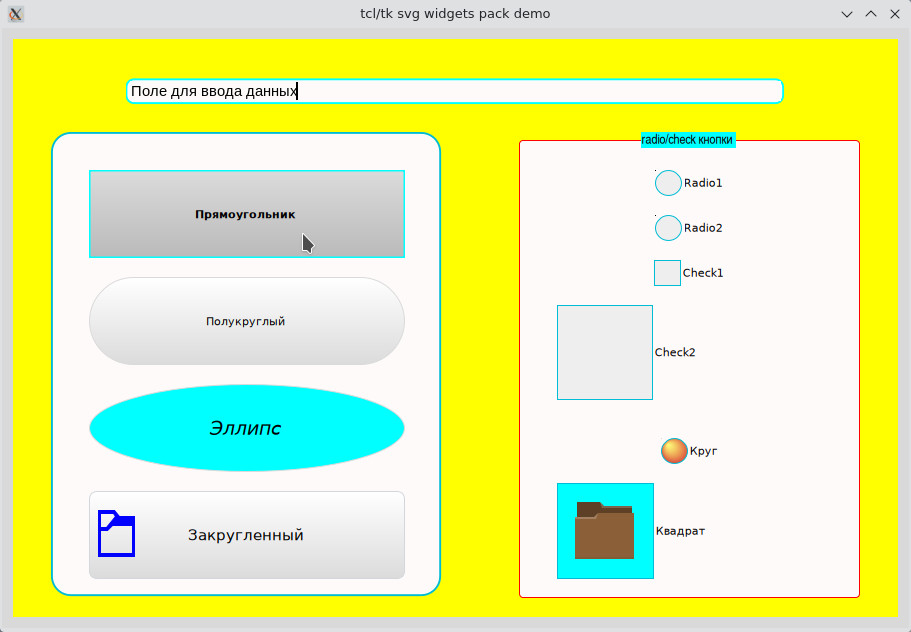 tcl/tk svg widgets pack demo
Поле для ввода данных
Прямоугольник
Полукруглый
Эллипс
Закругленный
radio/check кнопки
Radio1
Radio2
Check1
Check2
Круг
Квадрат